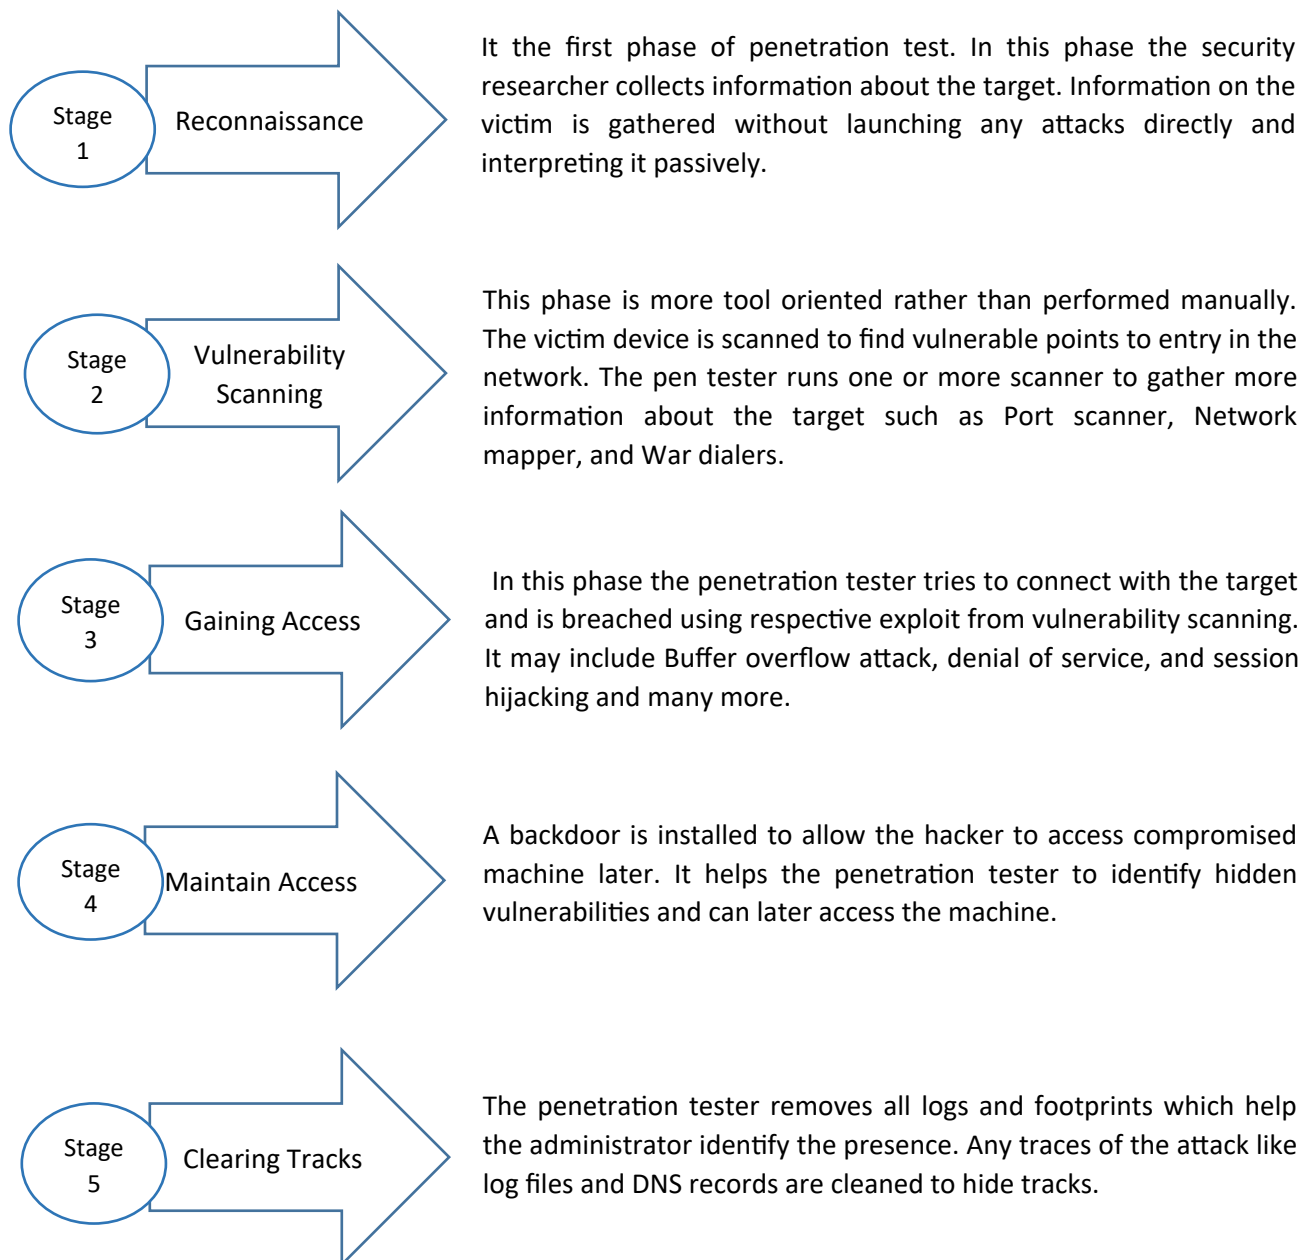 Stage
1
Reconnaissance
It the first phase of penetration test. In this phase the security
researcher collects information about the target. Information on the
victim is gathered without launching any attacks directly and
interpreting it passively.
Stage
2
Vulnerability
Scanning
This phase is more tool oriented rather than performed manually.
The victim device is scanned to find vulnerable points to entry in the
network. The pen tester runs one or more scanner to gather more
information about the target such as Port scanner, Network
mapper, and War dialers.
Stage
3
Gaining Access
In this phase the penetration tester tries to connect with the target
and is breached using respective exploit from vulnerability scanning.
It may include Buffer overflow attack, denial of service, and session
hijacking and many more.
Stage
4
Maintain Access
A backdoor is installed to allow the hacker to access compromised
machine later. It helps the penetration tester to identify hidden
vulnerabilities and can later access the machine.
Stage
5
Clearing Tracks
The penetration tester removes all logs and footprints which help
the administrator identify the presence. Any traces of the attack like
log files and DNS records are cleaned to hide tracks.